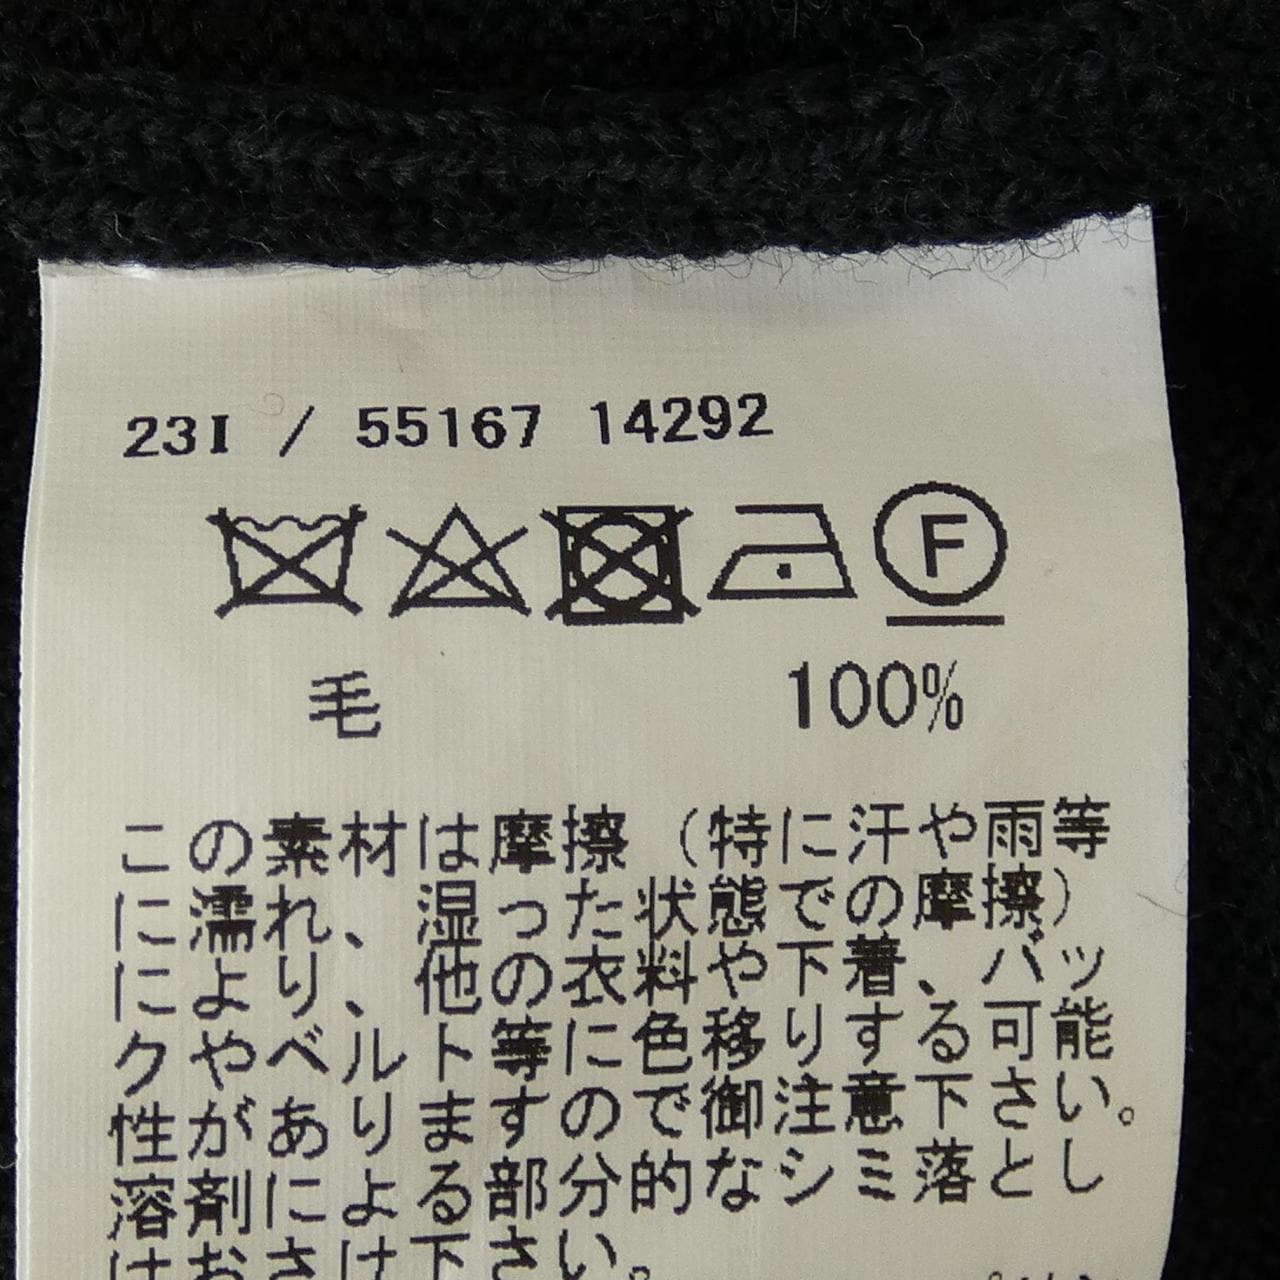 23I / 55167 14292
F
毛 100%
この素材は摩擦(特に汗や雨等
に濡れ、湿った状態での摩擦)
により、他の衣料や下着、バッ
クやベルト等に色移りする可能
性がありますので御注意下さい。
溶剤による部分的なシミ落とし
はおさけ下さい。